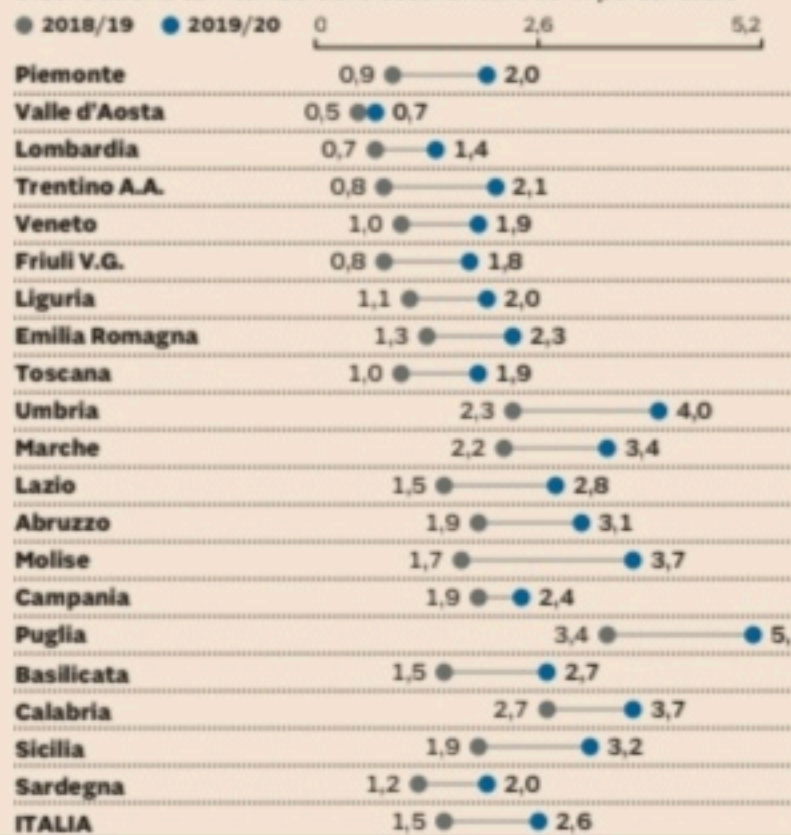 2018/19 2019/20 0 2,6 5,2
Piemonte 0,9 2,0
Valle d'Aosta 0,5 0,7
Lombardia 0,7 1,4
Trentino A.A. 0,8 2,1
Veneto 1,0 1,9
Friuli V.G. 0,8 1,8
Liguria 1,1 2,0
Emilia Romagna 1,3 2,3
Toscana 1,0 1,9
Umbria 2,3 4,0
Marche 2,2 3,4
Lazio 1,5 2,8
Abruzzo 1,9 3,1
Molise 1,7 3,7
Campania 1,9 2,4
Puglia 3,4 5,
Basilicata 1,5 2,7
Calabria 2,7 3,7
Sicilia 1,9 3,2
Sardegna 1,2 2,0
ITALIA 1,5 2,6